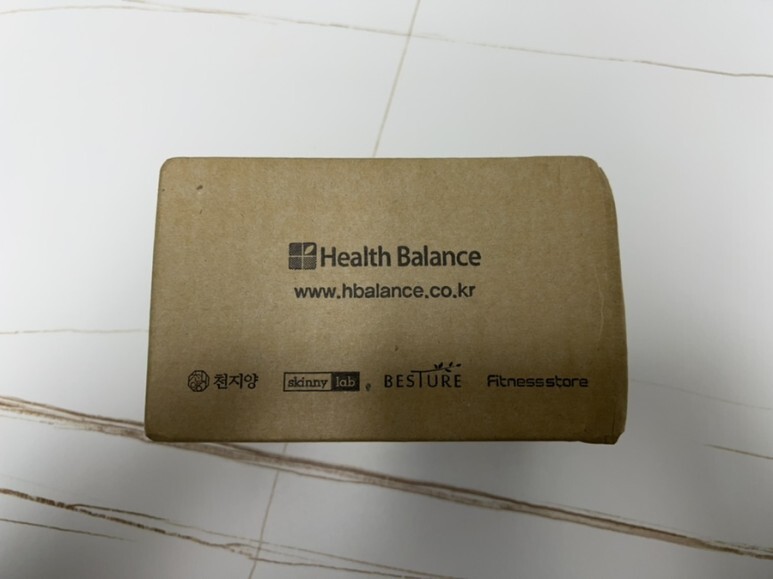 Health Balance
www.hbalance.co.kr
천지양 skinny lab BESTURE Fitnessstore